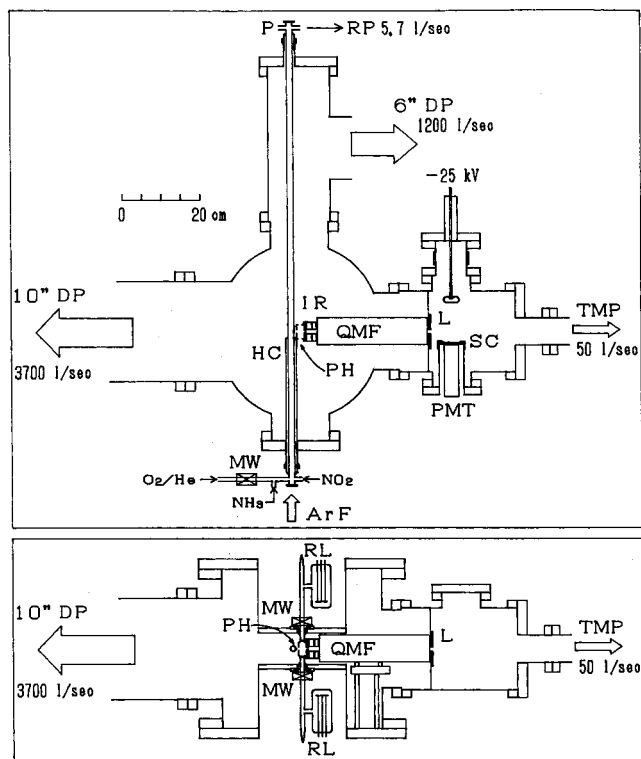 P → RP 5.7 l/sec
6" DP
1200 l/sec
-25 kV
0 20 cm
10" DP
3700 l/sec
IR
QMF
L
TMP
50 l/sec
HC
PH
SC
PMT
MW
O₂/He
NO₂
NH₃
ArF
10" DP
3700 l/sec
RL
MW
PH
QMF
L
TMP
50 l/sec
MW
RL